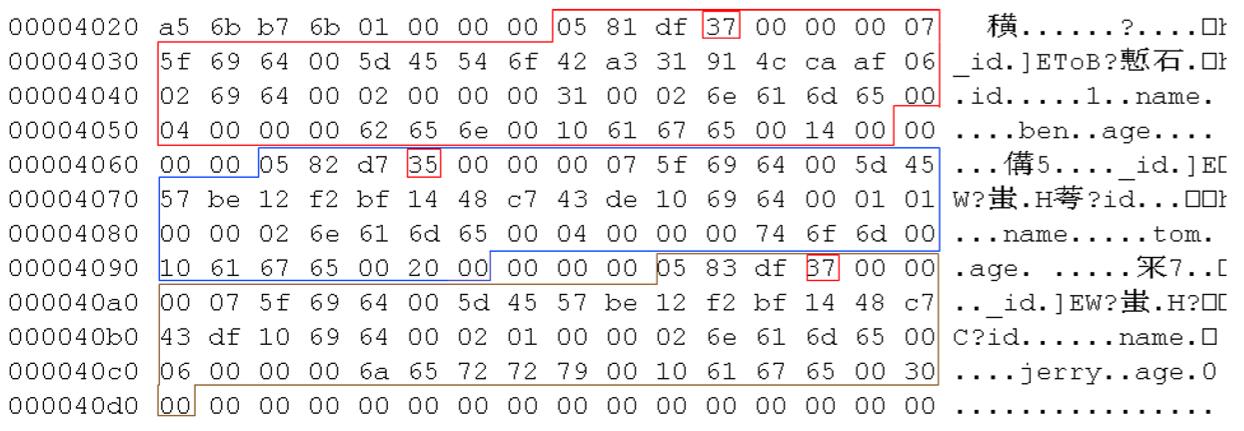 00004020 a5 6b b7 6b 01 00 00 00 00 05 81 df 37 00 00 00 07 穔......?....□h
00004030 5f 69 64 00 5d 45 54 6f 42 a3 31 91 4c ca af 06 _id.]EToB?慙石.□h
00004040 02 69 64 00 02 00 00 00 31 00 02 6e 61 6d 65 00 .id.....1..name.
00004050 04 00 00 00 62 65 6e 00 10 61 67 65 00 14 00 00 ....ben..age....
00004060 00 00 05 82 d7 35 00 00 00 07 5f 69 64 00 5d 45 ...傋5...._id.]E□
00004070 57 be 12 f2 bf 14 48 c7 43 de 10 69 64 00 01 01 W?蚩.H萼?id...□□h
00004080 00 00 02 6e 61 6d 65 00 04 00 00 00 74 6f 6d 00 ...name.....tom.
00004090 10 61 67 65 00 20 00 00 00 00 05 83 df 37 00 00 .age. .....冞7..□
000040a0 00 07 5f 69 64 00 5d 45 57 be 12 f2 bf 14 48 c7 .._id.]EW?蚩.H?□□
000040b0 43 df 10 69 64 00 02 01 00 00 02 6e 61 6d 65 00 C?id......name.□
000040c0 06 00 00 00 6a 65 72 72 79 00 10 61 67 65 00 30 ....jerry..age.0
000040d0 00 00 00 00 00 00 00 00 00 00 00 00 00 00 00 00 ................